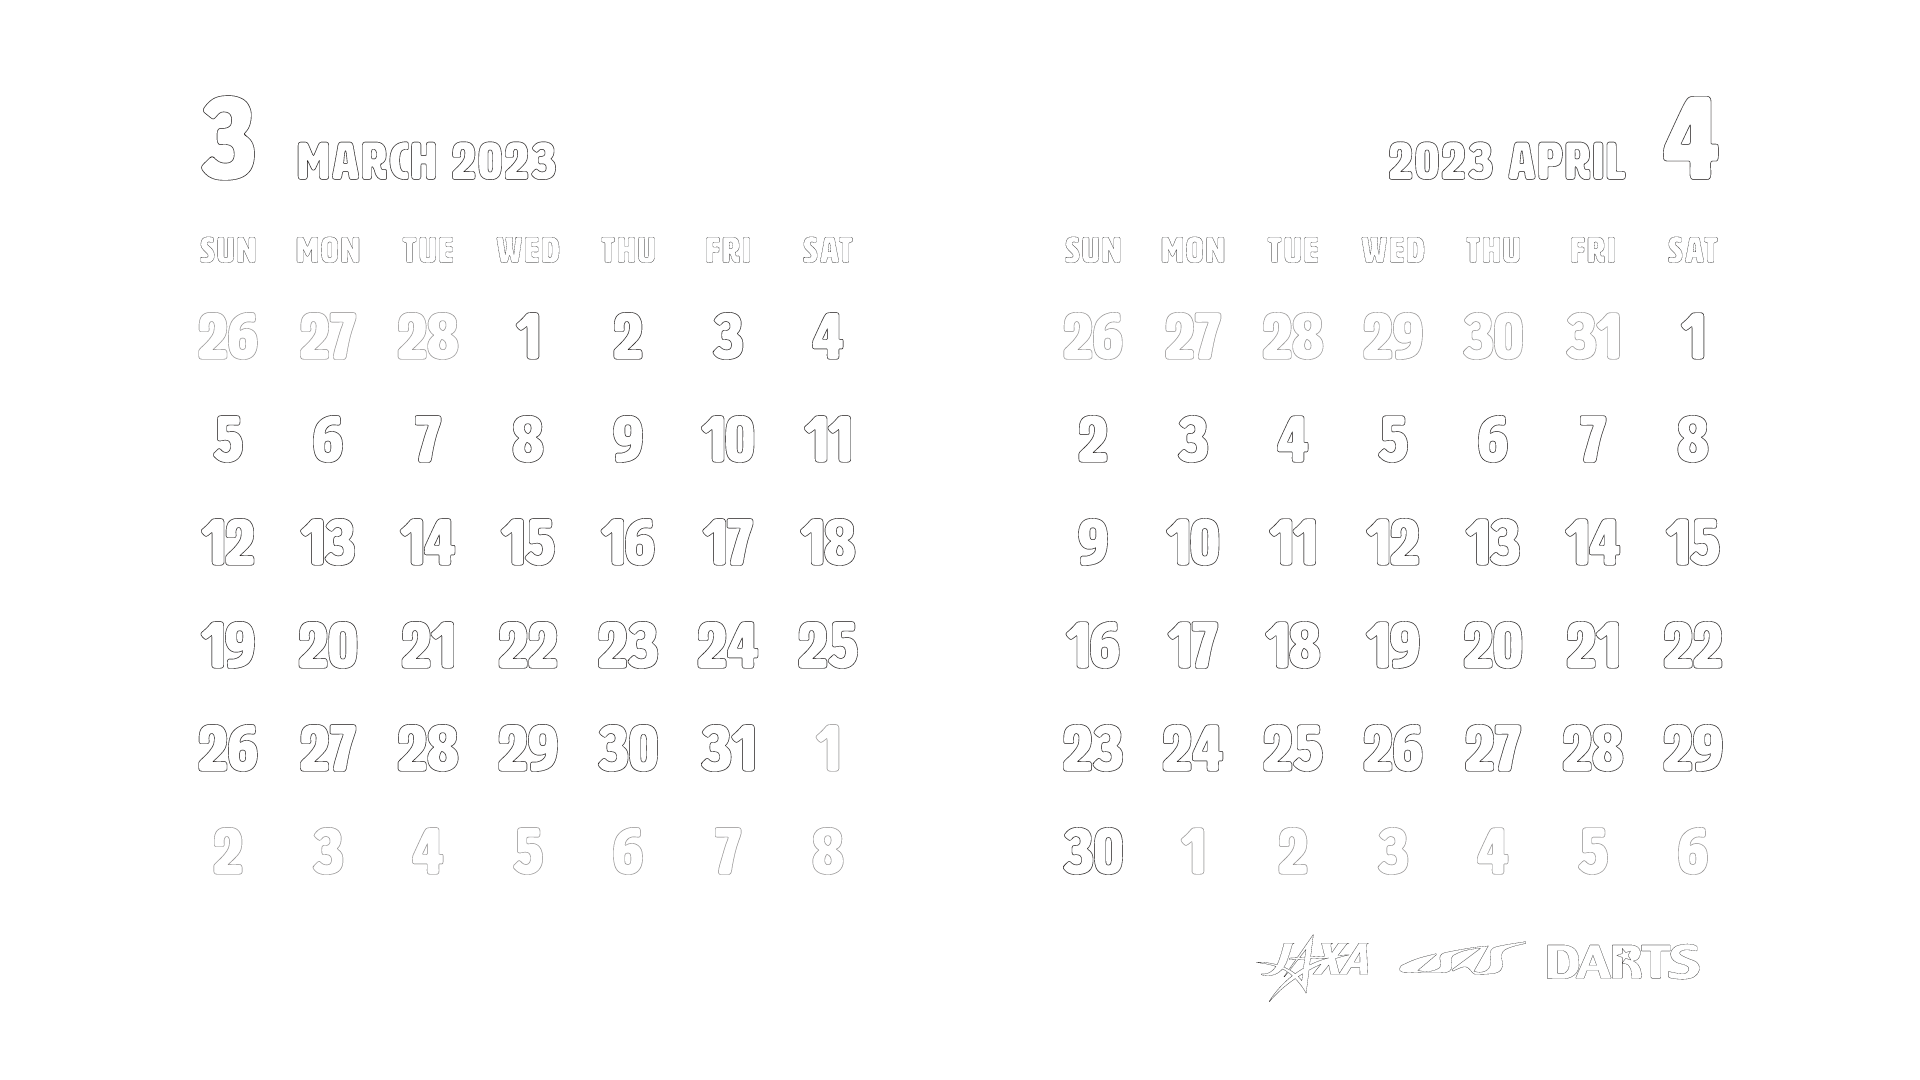 3 MARCH 2023
SUN MON TUE WED THU FRI SAT
26 27 28 1 2 3 4
5 6 7 8 9 10 11
12 13 14 15 16 17 18
19 20 21 22 23 24 25
26 27 28 29 30 31 1
2 3 4 5 6 7 8
2023 APRIL 4
SUN MON TUE WED THU FRI SAT
26 27 28 29 30 31 1
2 3 4 5 6 7 8
9 10 11 12 13 14 15
16 17 18 19 20 21 22
23 24 25 26 27 28 29
30 1 2 3 4 5 6
JAXA ISAS DARTS